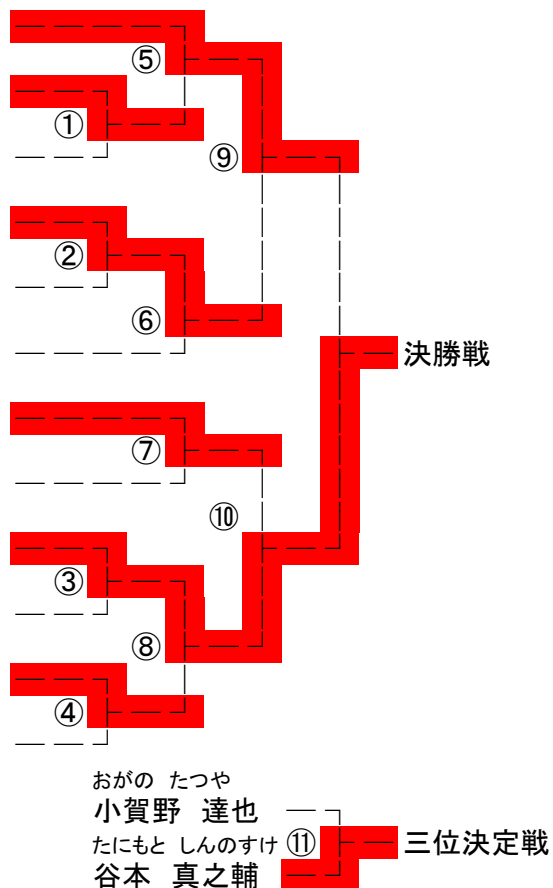 ⑤
①
⑨
②
⑥
決勝戦
⑦
⑩
③
⑧
④
おがの たつや
小賀野 達也
たにもと しんのすけ ⑪ 三位決定戦
谷本 真之輔